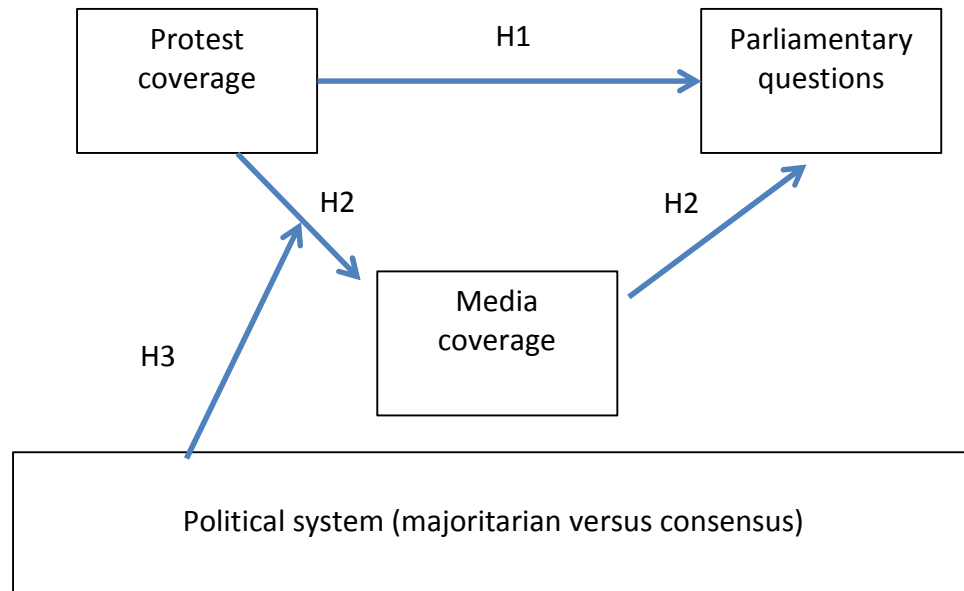 Protest
coverage
H1
Parliamentary
questions
H2
H2
Media
coverage
H3
Political system (majoritarian versus consensus)